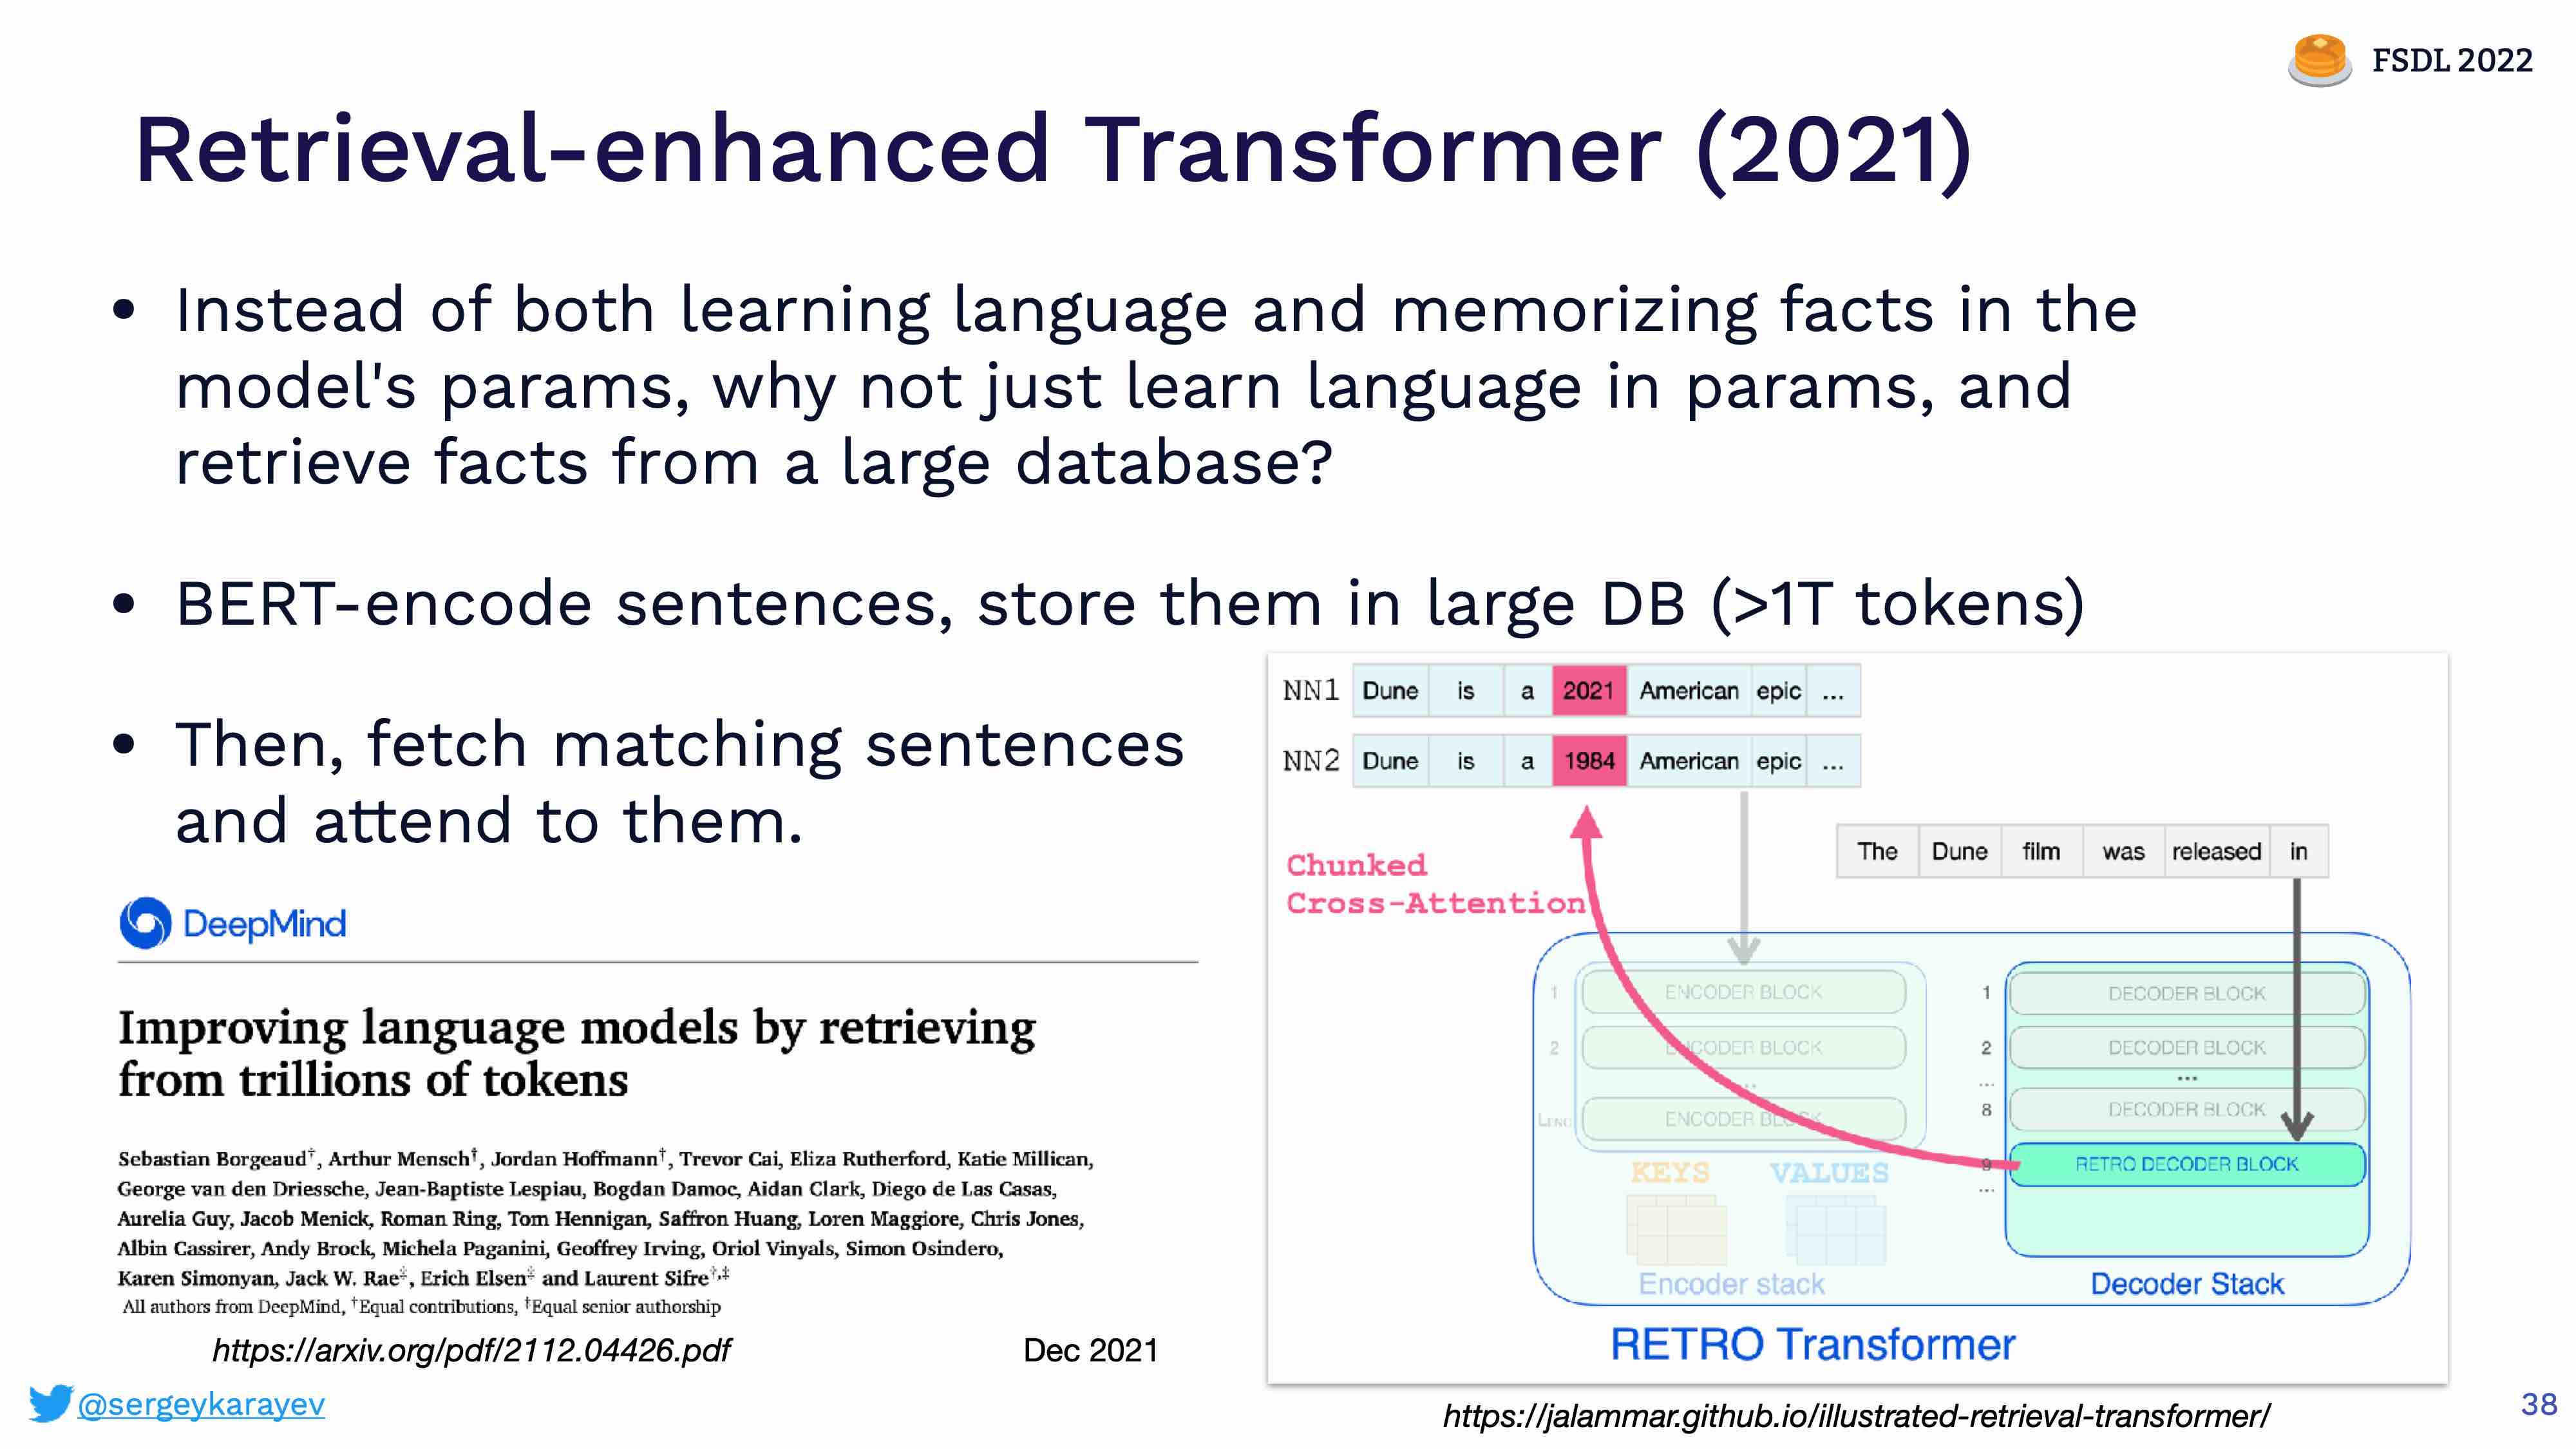 FSDL 2022
Retrieval-enhanced Transformer (2021)
• Instead of both learning language and memorizing facts in the
model's params, why not just learn language in params, and
retrieve facts from a large database?
• BERT-encode sentences, store them in large DB (>1T tokens)
• Then, fetch matching sentences
and attend to them.
DeepMind
Improving language models by retrieving
from trillions of tokens
Sebastian Borgeaud†, Arthur Mensch†, Jordan Hoffmann†, Trevor Cai, Eliza Rutherford, Katie Millican,
George van den Driessche, Jean-Baptiste Lespiau, Bogdan Damoc, Aidan Clark, Diego de Las Casas,
Aurelia Guy, Jacob Menick, Roman Ring, Tom Hennigan, Saffron Huang, Loren Maggiore, Chris Jones,
Albin Cassirer, Andy Brock, Michela Paganini, Geoffrey Irving, Oriol Vinyals, Simon Osindero,
Karen Simonyan, Jack W. Rae‡, Erich Elsen‡ and Laurent Sifre†,‡
All authors from DeepMind, †Equal contributions, ‡Equal senior authorship
https://arxiv.org/pdf/2112.04426.pdf Dec 2021
NN1 Dune is a 2021 American epic ...
NN2 Dune is a 1984 American epic ...
The Dune film was released in
Chunked
Cross-Attention
1 ENCODER BLOCK
2 ENCODER BLOCK
...
LENC ENCODER BLOCK
KEYS VALUES
Encoder stack
1 DECODER BLOCK
2 DECODER BLOCK
... ...
8 DECODER BLOCK
9 RETRO DECODER BLOCK
...
Decoder Stack
RETRO Transformer
https://jalammar.github.io/illustrated-retrieval-transformer/
@sergeykarayev
38